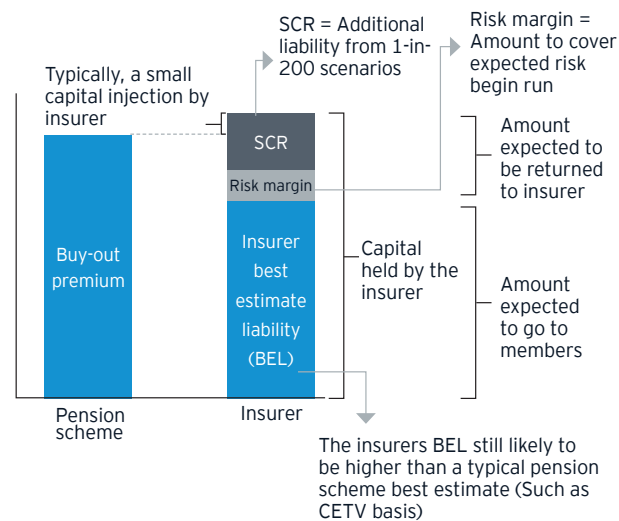 SCR = Additional
liability from 1-in-
200 scenarios
Risk margin =
Amount to cover
expected risk
begin run
Typically, a small
capital injection by
insurer
SCR
Risk margin
Insurer
best
estimate
liability
(BEL)
Buy-out
premium
Capital
held by the
insurer
Amount
expected to
be returned
to insurer
Amount
expected
to go to
members
Pension
scheme
Insurer
The insurers BEL still likely to
be higher than a typical pension
scheme best estimate (Such as
CETV basis)